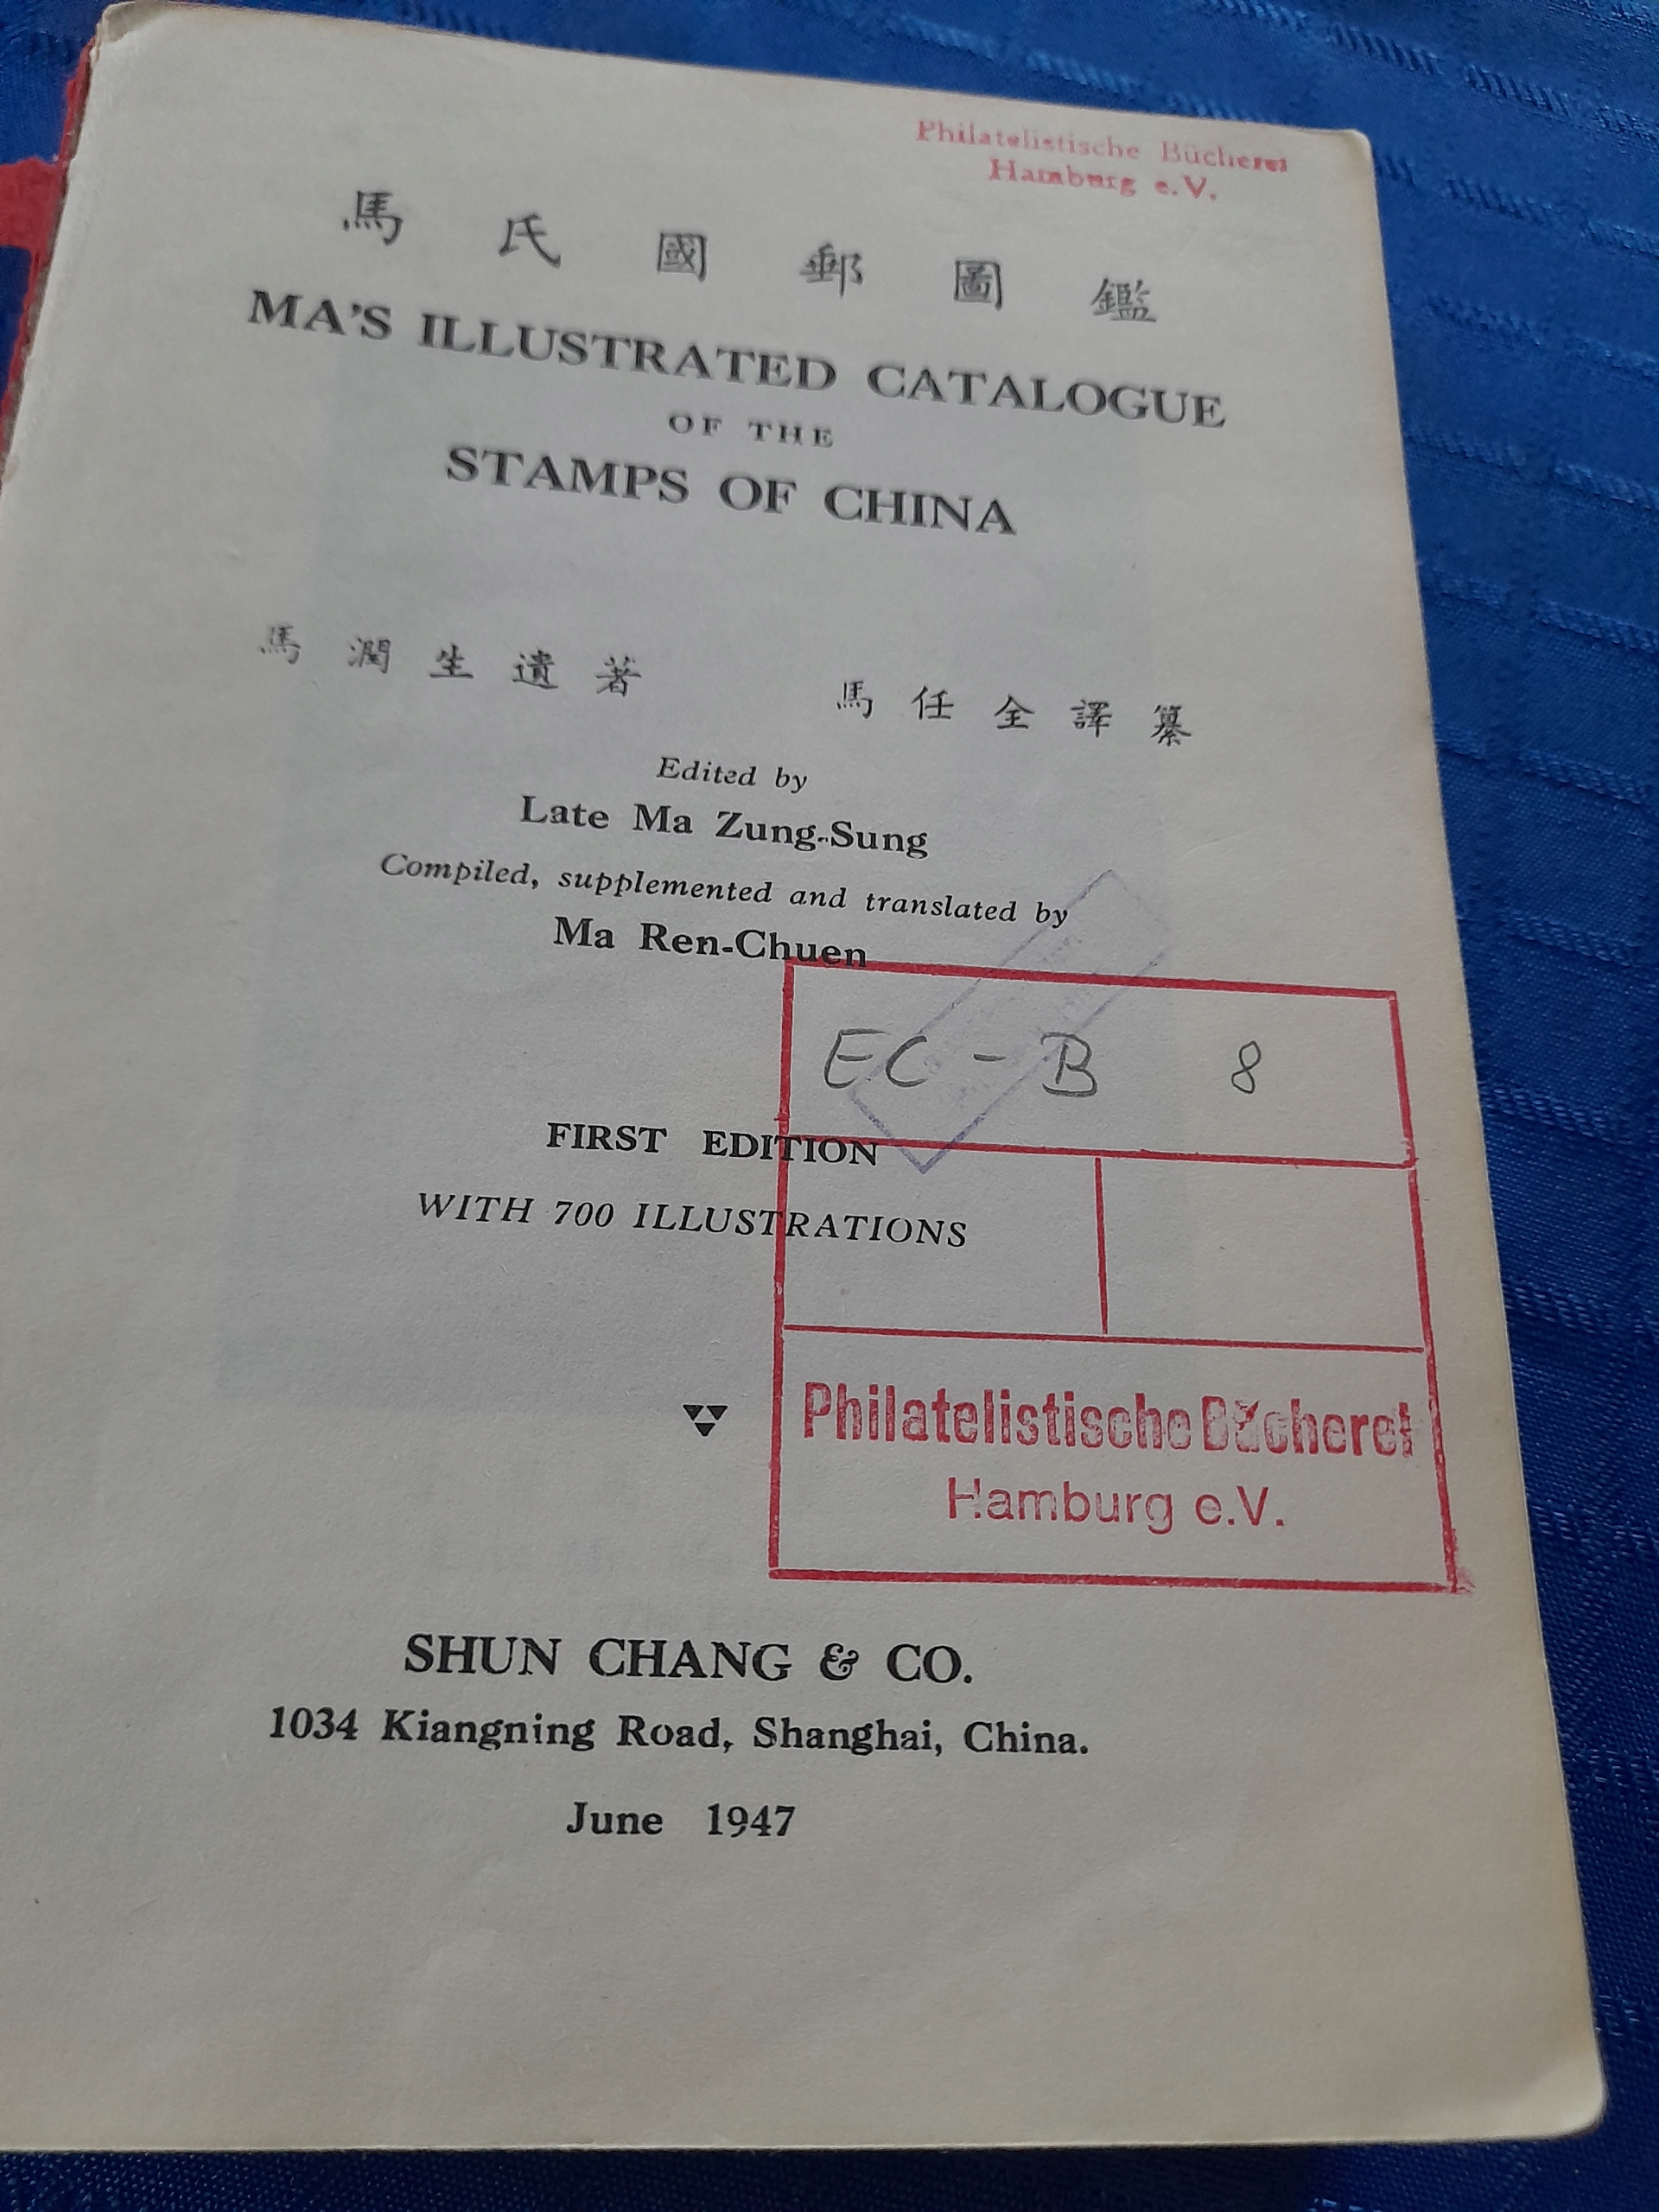 Philatelistische Bücherei
Hamburg e.V.
馬氏國郵圖鑑
MA'S ILLUSTRATED CATALOGUE
OF THE
STAMPS OF CHINA
馬潤生遺著 馬任全譯纂
Edited by
Late Ma Zung-Sung
Compiled, supplemented and translated by
Ma Ren-Chuen
EC - B 8
FIRST EDITION
WITH 700 ILLUSTRATIONS
Philatelistische Bücherei
Hamburg e.V.
SHUN CHANG & CO.
1034 Kiangning Road, Shanghai, China.
June 1947